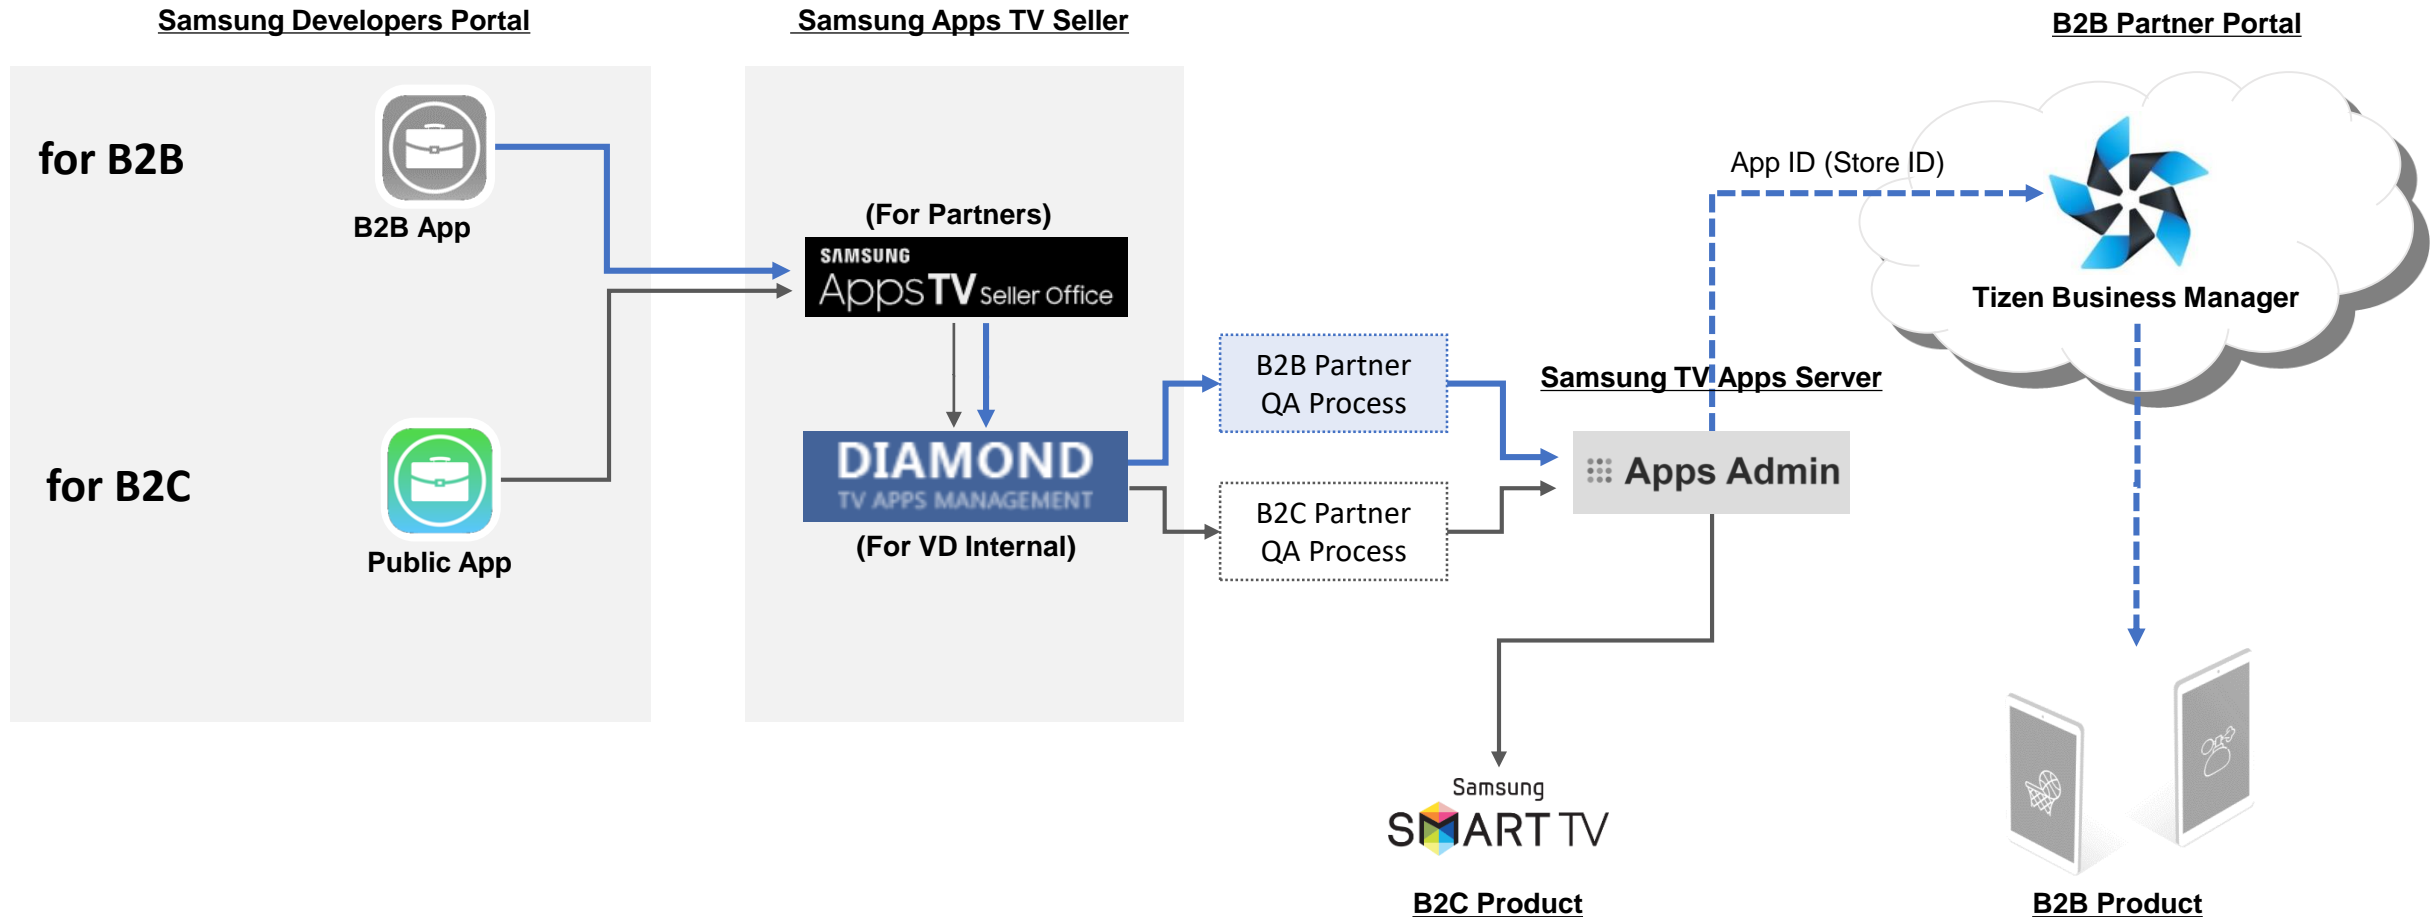 Samsung Developers Portal
Samsung Apps TV Seller
B2B Partner Portal
for B2B
B2B App
for B2C
Public App
(For Partners)
SAMSUNG
Apps TV Seller Office
DIAMOND
TV APPS MANAGEMENT
(For VD Internal)
B2B Partner
QA Process
B2C Partner
QA Process
Samsung TV Apps Server
Apps Admin
App ID (Store ID)
Tizen Business Manager
Samsung
SMART TV
B2C Product
B2B Product